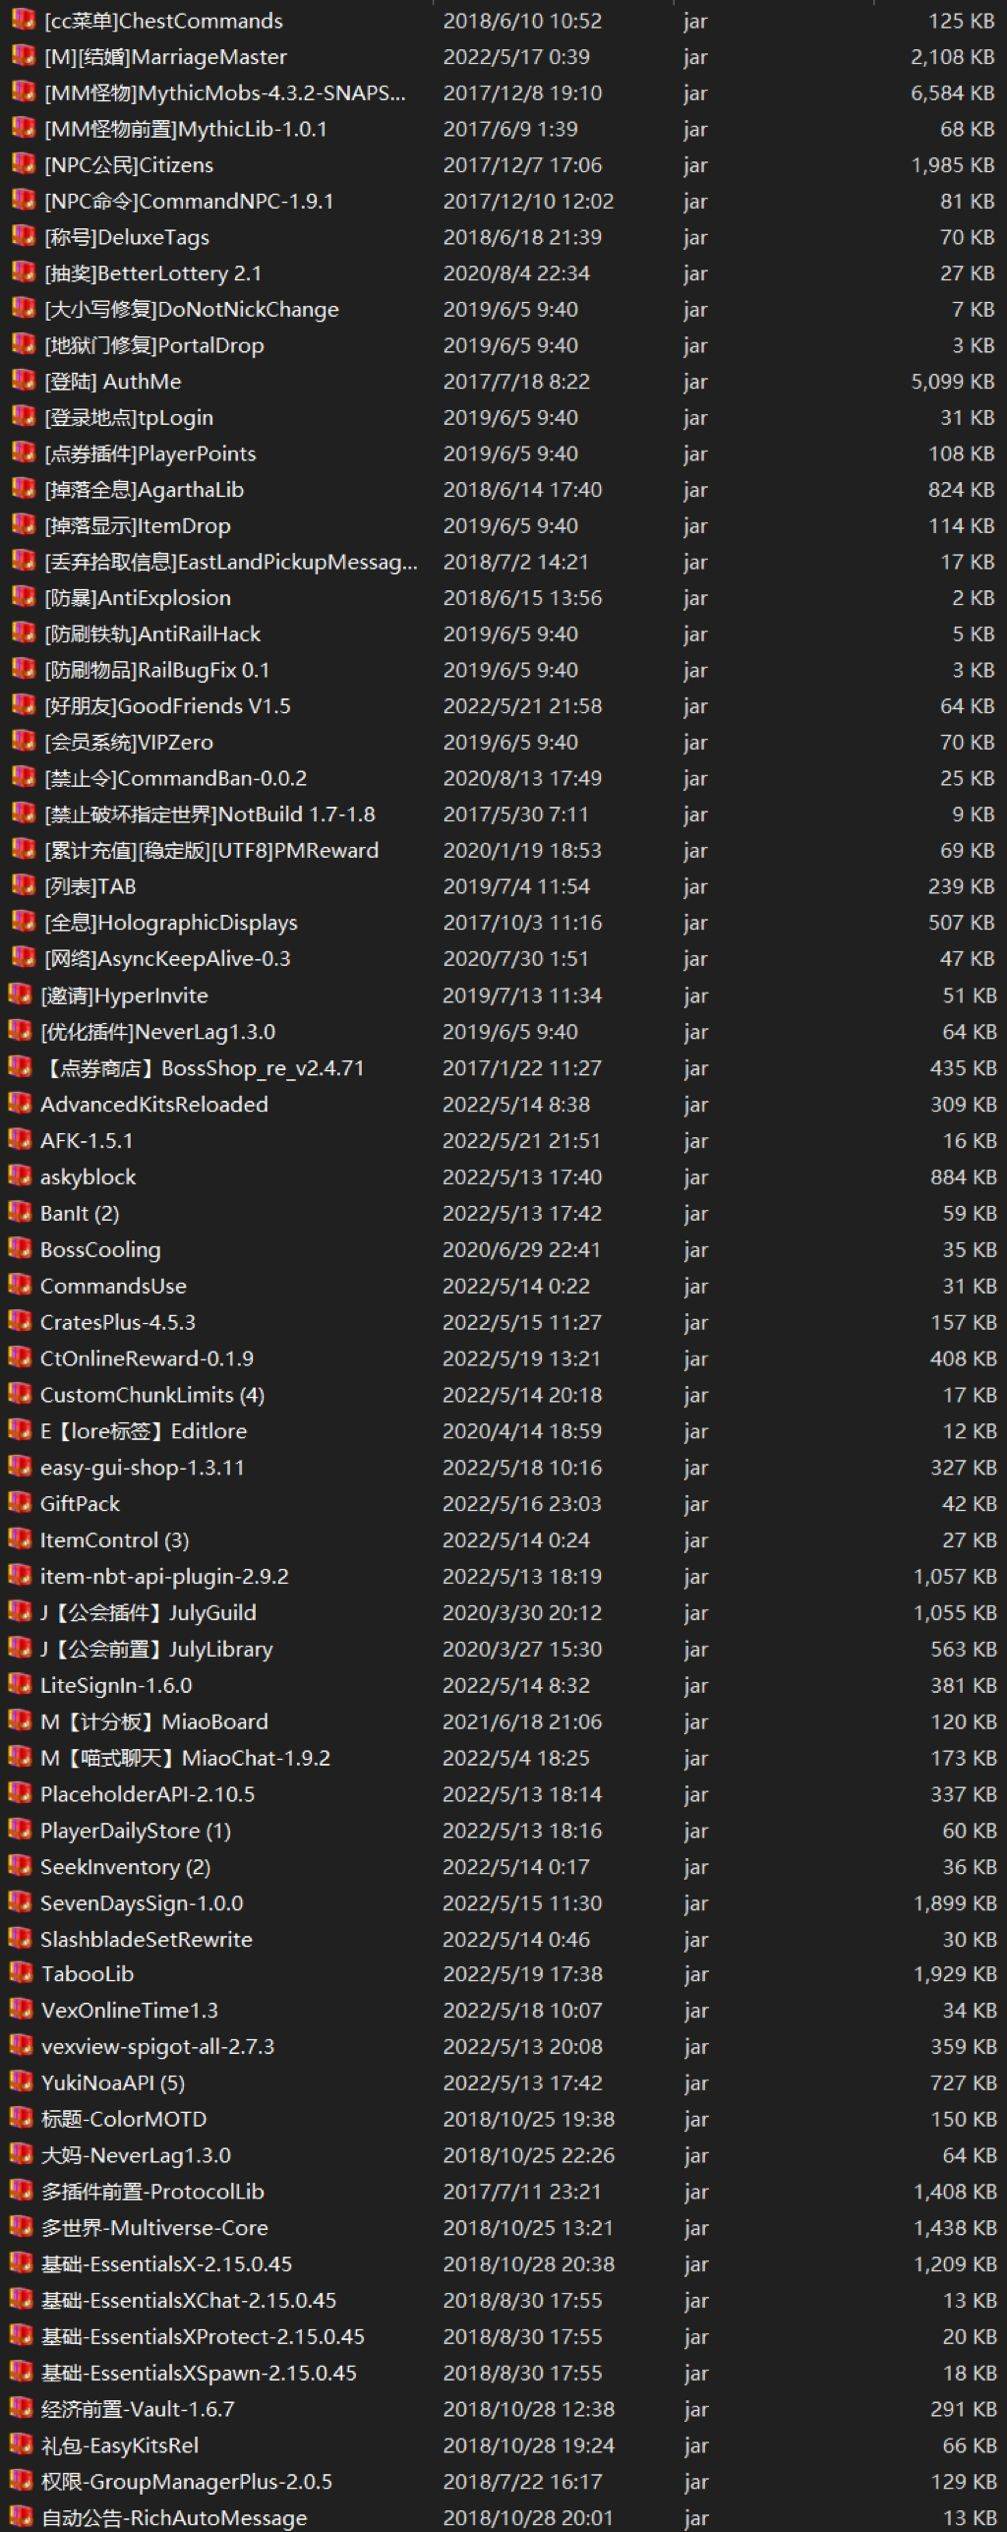 [cc菜单]ChestCommands 2018/6/10 10:52 jar 125 KB
[M][结婚]MarriageMaster 2022/5/17 0:39 jar 2,108 KB
[MM怪物]MythicMobs-4.3.2-SNAPS... 2017/12/8 19:10 jar 6,584 KB
[MM怪物前置]MythicLib-1.0.1 2017/6/9 1:39 jar 68 KB
[NPC公民]Citizens 2017/12/7 17:06 jar 1,985 KB
[NPC命令]CommandNPC-1.9.1 2017/12/10 12:02 jar 81 KB
[称号]DeluxeTags 2018/6/18 21:39 jar 70 KB
[抽奖]BetterLottery 2.1 2020/8/4 22:34 jar 27 KB
[大小写修复]DoNotNickChange 2019/6/5 9:40 jar 7 KB
[地狱门修复]PortalDrop 2019/6/5 9:40 jar 3 KB
[登陆] AuthMe 2017/7/18 8:22 jar 5,099 KB
[登录地点]tpLogin 2019/6/5 9:40 jar 31 KB
[点券插件]PlayerPoints 2019/6/5 9:40 jar 108 KB
[掉落全息]AgarthaLib 2018/6/14 17:40 jar 824 KB
[掉落显示]ItemDrop 2019/6/5 9:40 jar 114 KB
[丢弃拾取信息]EastLandPickupMessag... 2018/7/2 14:21 jar 17 KB
[防暴]AntiExplosion 2018/6/15 13:56 jar 2 KB
[防刷铁轨]AntiRailHack 2019/6/5 9:40 jar 5 KB
[防刷物品]RailBugFix 0.1 2019/6/5 9:40 jar 3 KB
[好朋友]GoodFriends V1.5 2022/5/21 21:58 jar 64 KB
[会员系统]VIPZero 2019/6/5 9:40 jar 70 KB
[禁止令]CommandBan-0.0.2 2020/8/13 17:49 jar 25 KB
[禁止破坏指定世界]NotBuild 1.7-1.8 2017/5/30 7:11 jar 9 KB
[累计充值][稳定版][UTF8]PMReward 2020/1/19 18:53 jar 69 KB
[列表]TAB 2019/7/4 11:54 jar 239 KB
[全息]HolographicDisplays 2017/10/3 11:16 jar 507 KB
[网络]AsyncKeepAlive-0.3 2020/7/30 1:51 jar 47 KB
[邀请]HyperInvite 2019/7/13 11:34 jar 51 KB
[优化插件]NeverLag1.3.0 2019/6/5 9:40 jar 64 KB
【点券商店】BossShop_re_v2.4.71 2017/1/22 11:27 jar 435 KB
AdvancedKitsReloaded 2022/5/14 8:38 jar 309 KB
AFK-1.5.1 2022/5/21 21:51 jar 16 KB
askyblock 2022/5/13 17:40 jar 884 KB
BanIt (2) 2022/5/13 17:42 jar 59 KB
BossCooling 2020/6/29 22:41 jar 35 KB
CommandsUse 2022/5/14 0:22 jar 31 KB
CratesPlus-4.5.3 2022/5/15 11:27 jar 157 KB
CtOnlineReward-0.1.9 2022/5/19 13:21 jar 408 KB
CustomChunkLimits (4) 2022/5/14 20:18 jar 17 KB
E【lore标签】Editlore 2020/4/14 18:59 jar 12 KB
easy-gui-shop-1.3.11 2022/5/18 10:16 jar 327 KB
GiftPack 2022/5/16 23:03 jar 42 KB
ItemControl (3) 2022/5/14 0:24 jar 27 KB
item-nbt-api-plugin-2.9.2 2022/5/13 18:19 jar 1,057 KB
J【公会插件】JulyGuild 2020/3/30 20:12 jar 1,055 KB
J【公会前置】JulyLibrary 2020/3/27 15:30 jar 563 KB
LiteSignIn-1.6.0 2022/5/14 8:32 jar 381 KB
M【计分板】MiaoBoard 2021/6/18 21:06 jar 120 KB
M【喵式聊天】MiaoChat-1.9.2 2022/5/4 18:25 jar 173 KB
PlaceholderAPI-2.10.5 2022/5/13 18:14 jar 337 KB
PlayerDailyStore (1) 2022/5/13 18:16 jar 60 KB
SeekInventory (2) 2022/5/14 0:17 jar 36 KB
SevenDaysSign-1.0.0 2022/5/15 11:30 jar 1,899 KB
SlashbladeSetRewrite 2022/5/14 0:46 jar 30 KB
TabooLib 2022/5/19 17:38 jar 1,929 KB
VexOnlineTime1.3 2022/5/18 10:07 jar 34 KB
vexview-spigot-all-2.7.3 2022/5/13 20:08 jar 359 KB
YukiNoaAPI (5) 2022/5/13 17:42 jar 727 KB
标题-ColorMOTD 2018/10/25 19:38 jar 150 KB
大妈-NeverLag1.3.0 2018/10/25 22:26 jar 64 KB
多插件前置-ProtocolLib 2017/7/11 23:21 jar 1,408 KB
多世界-Multiverse-Core 2018/10/25 13:21 jar 1,438 KB
基础-EssentialsX-2.15.0.45 2018/10/28 20:38 jar 1,209 KB
基础-EssentialsXChat-2.15.0.45 2018/8/30 17:55 jar 13 KB
基础-EssentialsXProtect-2.15.0.45 2018/8/30 17:55 jar 20 KB
基础-EssentialsXSpawn-2.15.0.45 2018/8/30 17:55 jar 18 KB
经济前置-Vault-1.6.7 2018/10/28 12:38 jar 291 KB
礼包-EasyKitsRel 2018/10/28 19:24 jar 66 KB
权限-GroupManagerPlus-2.0.5 2018/7/22 16:17 jar 129 KB
自动公告-RichAutoMessage 2018/10/28 20:01 jar 13 KB